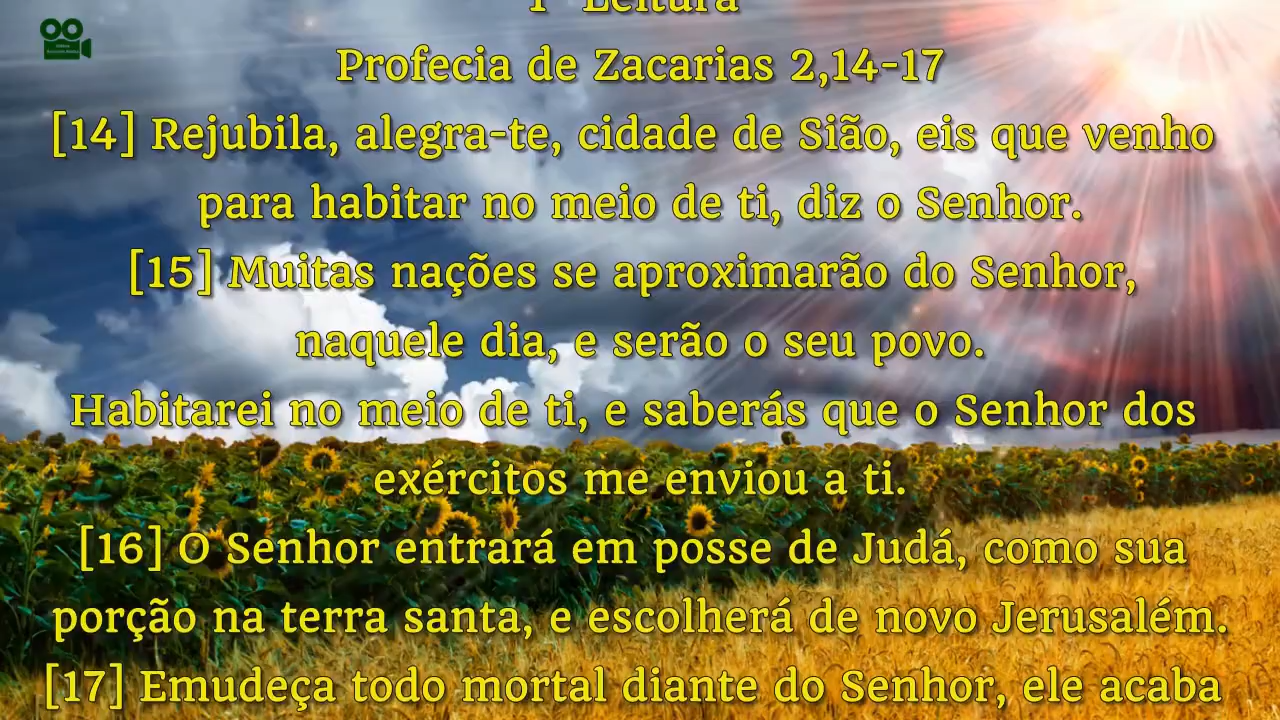 1ª Leitura
Profecia de Zacarias 2,14-17
[14] Rejubila, alegra-te, cidade de Sião, eis que venho
para habitar no meio de ti, diz o Senhor.
[15] Muitas nações se aproximarão do Senhor,
naquele dia, e serão o seu povo.
Habitarei no meio de ti, e saberás que o Senhor dos
exércitos me enviou a ti.
[16] O Senhor entrará em posse de Judá, como sua
porção na terra santa, e escolherá de novo Jerusalém.
[17] Emudeça todo mortal diante do Senhor, ele acaba